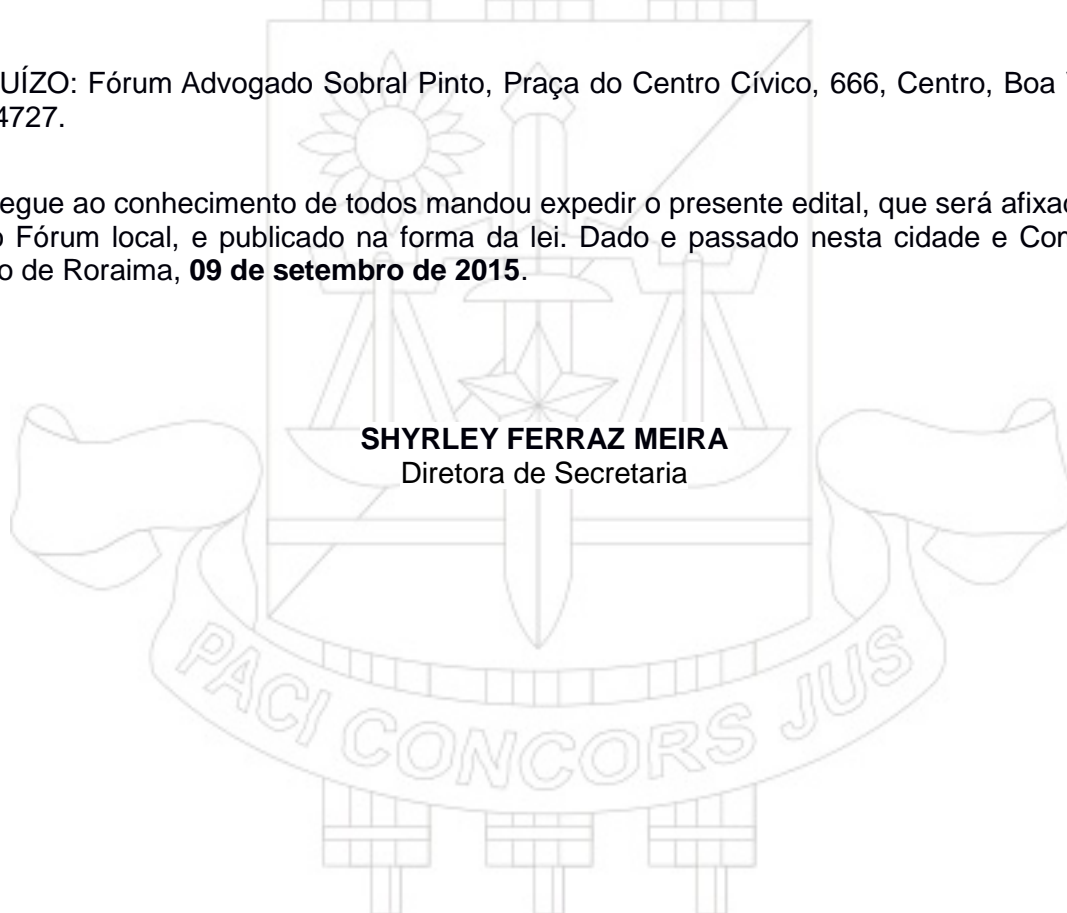 UÍZO: Fórum Advogado Sobral Pinto, Praça do Centro Cívico, 666, Centro, Boa
4727.
egue ao conhecimento de todos mandou expedir o presente edital, que será afixad
o Fórum local, e publicado na forma da lei. Dado e passado nesta cidade e Con
o de Roraima, 09 de setembro de 2015.
SHYRLEY FERRAZ MEIRA
Diretora de Secretaria
PACI CONCORS JUS